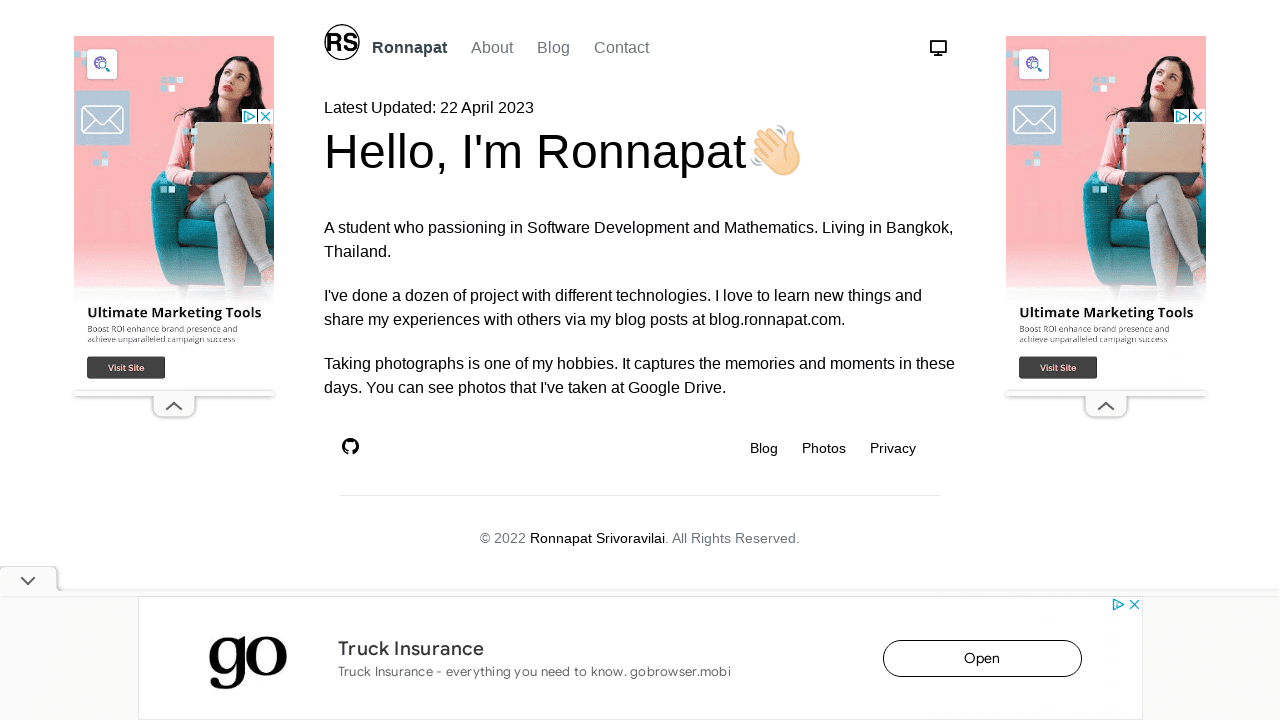 RS
Ronnapat
About
Blog
Contact
Latest Updated: 22 April 2023
Hello, I'm Ronnapat
A student who passioning in Software Development and Mathematics. Living in Bangkok,
Thailand.
I've done a dozen of project with different technologies. I love to learn new things and
share my experiences with others via my blog posts at blog.ronnapat.com.
Taking photographs is one of my hobbies. It captures the memories and moments in these
days. You can see photos that I've taken at Google Drive.
Blog
Photos
Privacy
© 2022 Ronnapat Srivoravilai. All Rights Reserved.
Ultimate Marketing Tools
Boost ROI enhance brand presence and
achieve unparalleled campaign success
Visit Site
Ultimate Marketing Tools
Boost ROI enhance brand presence and
achieve unparalleled campaign success
Visit Site
go
Truck Insurance
Truck Insurance - everything you need to know. gobrowser.mobi
Open